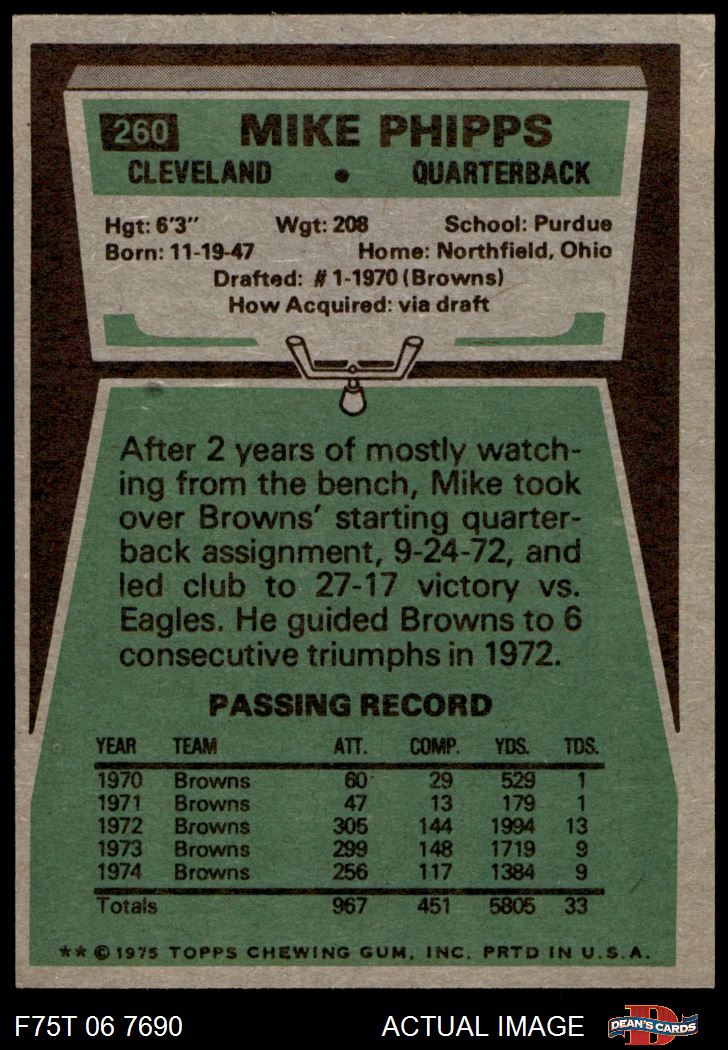 260 MIKE PHIPPS
CLEVELAND • QUARTERBACK
Hgt: 6'3" Wgt: 208 School: Purdue
Born: 11-19-47 Home: Northfield, Ohio
Drafted: #1-1970 (Browns)
How Acquired: via draft
After 2 years of mostly watch-
ing from the bench, Mike took
over Browns' starting quarter-
back assignment, 9-24-72, and
led club to 27-17 victory vs.
Eagles. He guided Browns to 6
consecutive triumphs in 1972.
PASSING RECORD
YEAR TEAM ATT. COMP. YDS. TDS.
1970 Browns 60 29 529 1
1971 Browns 47 13 179 1
1972 Browns 305 144 1994 13
1973 Browns 299 148 1719 9
1974 Browns 256 117 1384 9
Totals 967 451 5805 33
** © 1975 TOPPS CHEWING GUM, INC. PRTD IN U.S.A.
F75T 06 7690 ACTUAL IMAGE D DEAN'S CARDS